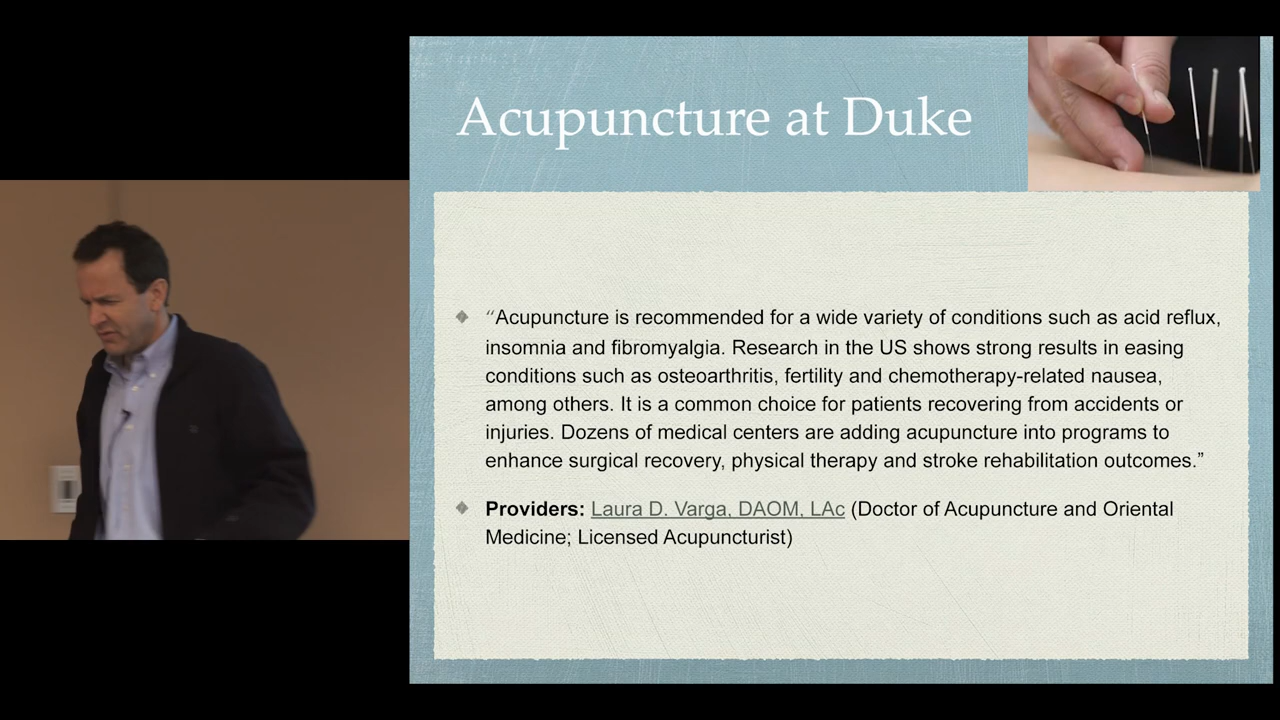 Acupuncture at Duke
“Acupuncture is recommended for a wide variety of conditions such as acid reflux,
insomnia and fibromyalgia. Research in the US shows strong results in easing
conditions such as osteoarthritis, fertility and chemotherapy-related nausea,
among others. It is a common choice for patients recovering from accidents or
injuries. Dozens of medical centers are adding acupuncture into programs to
enhance surgical recovery, physical therapy and stroke rehabilitation outcomes.”
Providers: Laura D. Varga, DAOM, LAc (Doctor of Acupuncture and Oriental
Medicine; Licensed Acupuncturist)